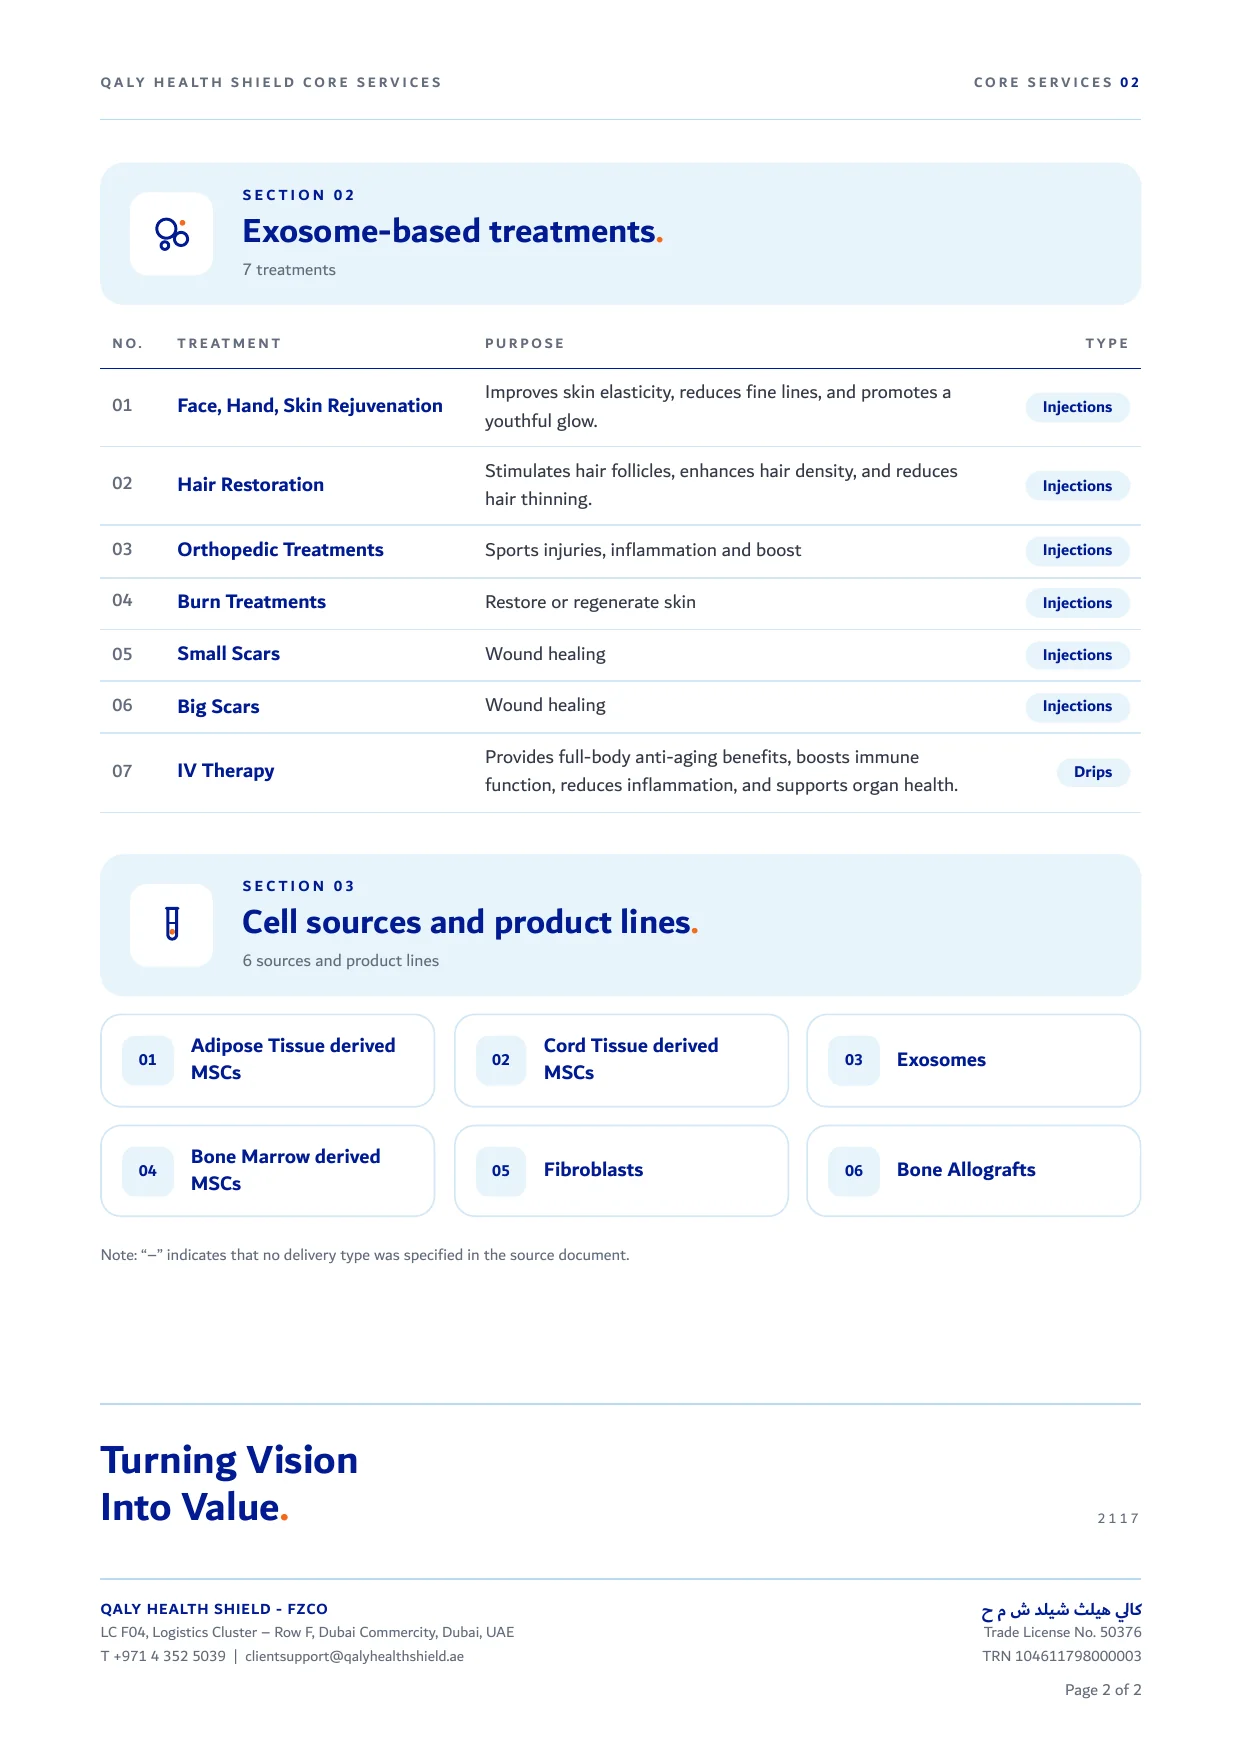 QALY HEALTH SHIELD CORE SERVICES
CORE SERVICES 02
SECTION 02
Exosome-based treatments.
7 treatments
NO. TREATMENT PURPOSE TYPE
01 Face, Hand, Skin Rejuvenation Improves skin elasticity, reduces fine lines, and promotes a
youthful glow. Injections
02 Hair Restoration Stimulates hair follicles, enhances hair density, and reduces
hair thinning. Injections
03 Orthopedic Treatments Sports injuries, inflammation and boost Injections
04 Burn Treatments Restore or regenerate skin Injections
05 Small Scars Wound healing Injections
06 Big Scars Wound healing Injections
07 IV Therapy Provides full-body anti-aging benefits, boosts immune
function, reduces inflammation, and supports organ health. Drips
SECTION 03
Cell sources and product lines.
6 sources and product lines
01 Adipose Tissue derived
MSCs
02 Cord Tissue derived
MSCs
03 Exosomes
04 Bone Marrow derived
MSCs
05 Fibroblasts
06 Bone Allografts
Note: “–” indicates that no delivery type was specified in the source document.
Turning Vision
Into Value.
2117
QALY HEALTH SHIELD - FZCO
LC F04, Logistics Cluster – Row F, Dubai Commercity, Dubai, UAE
T +971 4 352 5039 | clientsupport@qalyhealthshield.ae
كالي هيلث شيلد ش م ح
Trade License No. 50376
TRN 104611798000003
Page 2 of 2